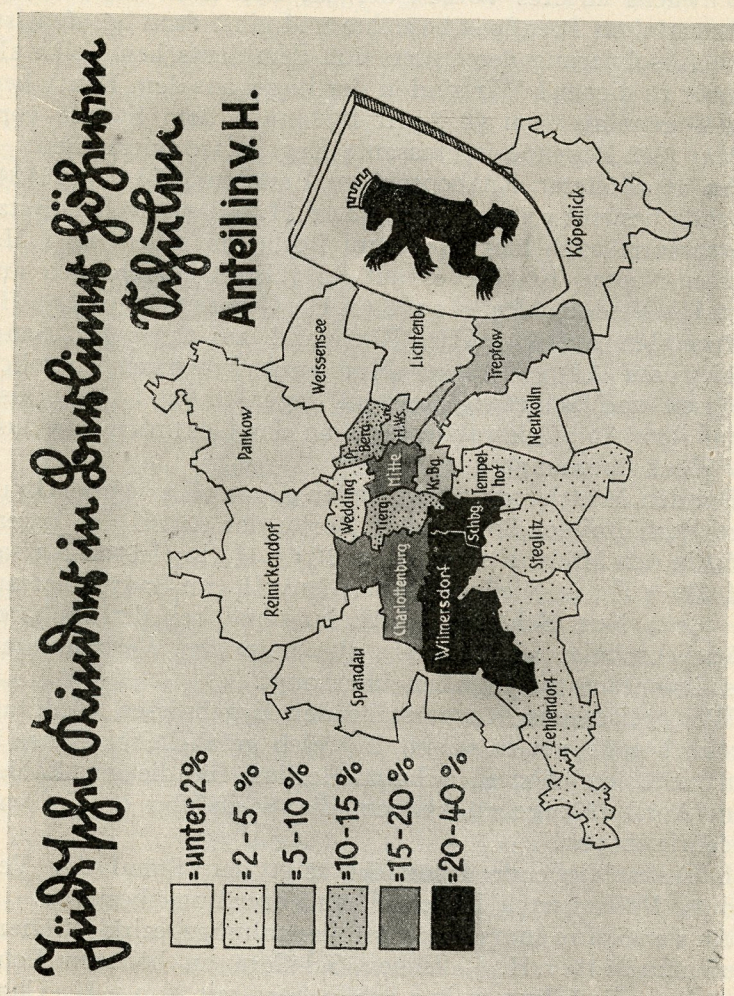 Jüdische Kinder in Berliner höheren
Schulen
Anteil in v.H.
Pankow
Weissensee
Reinickendorf
Lichtenb
Wedding
Pr.
Berg.
Spandau
Tierg.
Mitte
H.Ws.
Charlottenburg
Kr.Bg.
Treptow
Köpenick
Wilmersdorf
Schbg.
Tempel-
hof
Neukölln
Steglitz
Zehlendorf
=unter 2%
=2-5 %
=5-10 %
=10-15 %
=15-20 %
=20-40 %